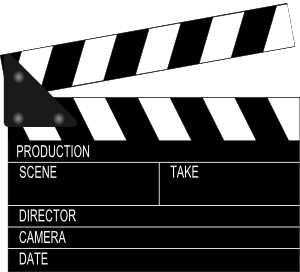 PRODUCTION
SCENE TAKE
DIRECTOR
CAMERA
DATE